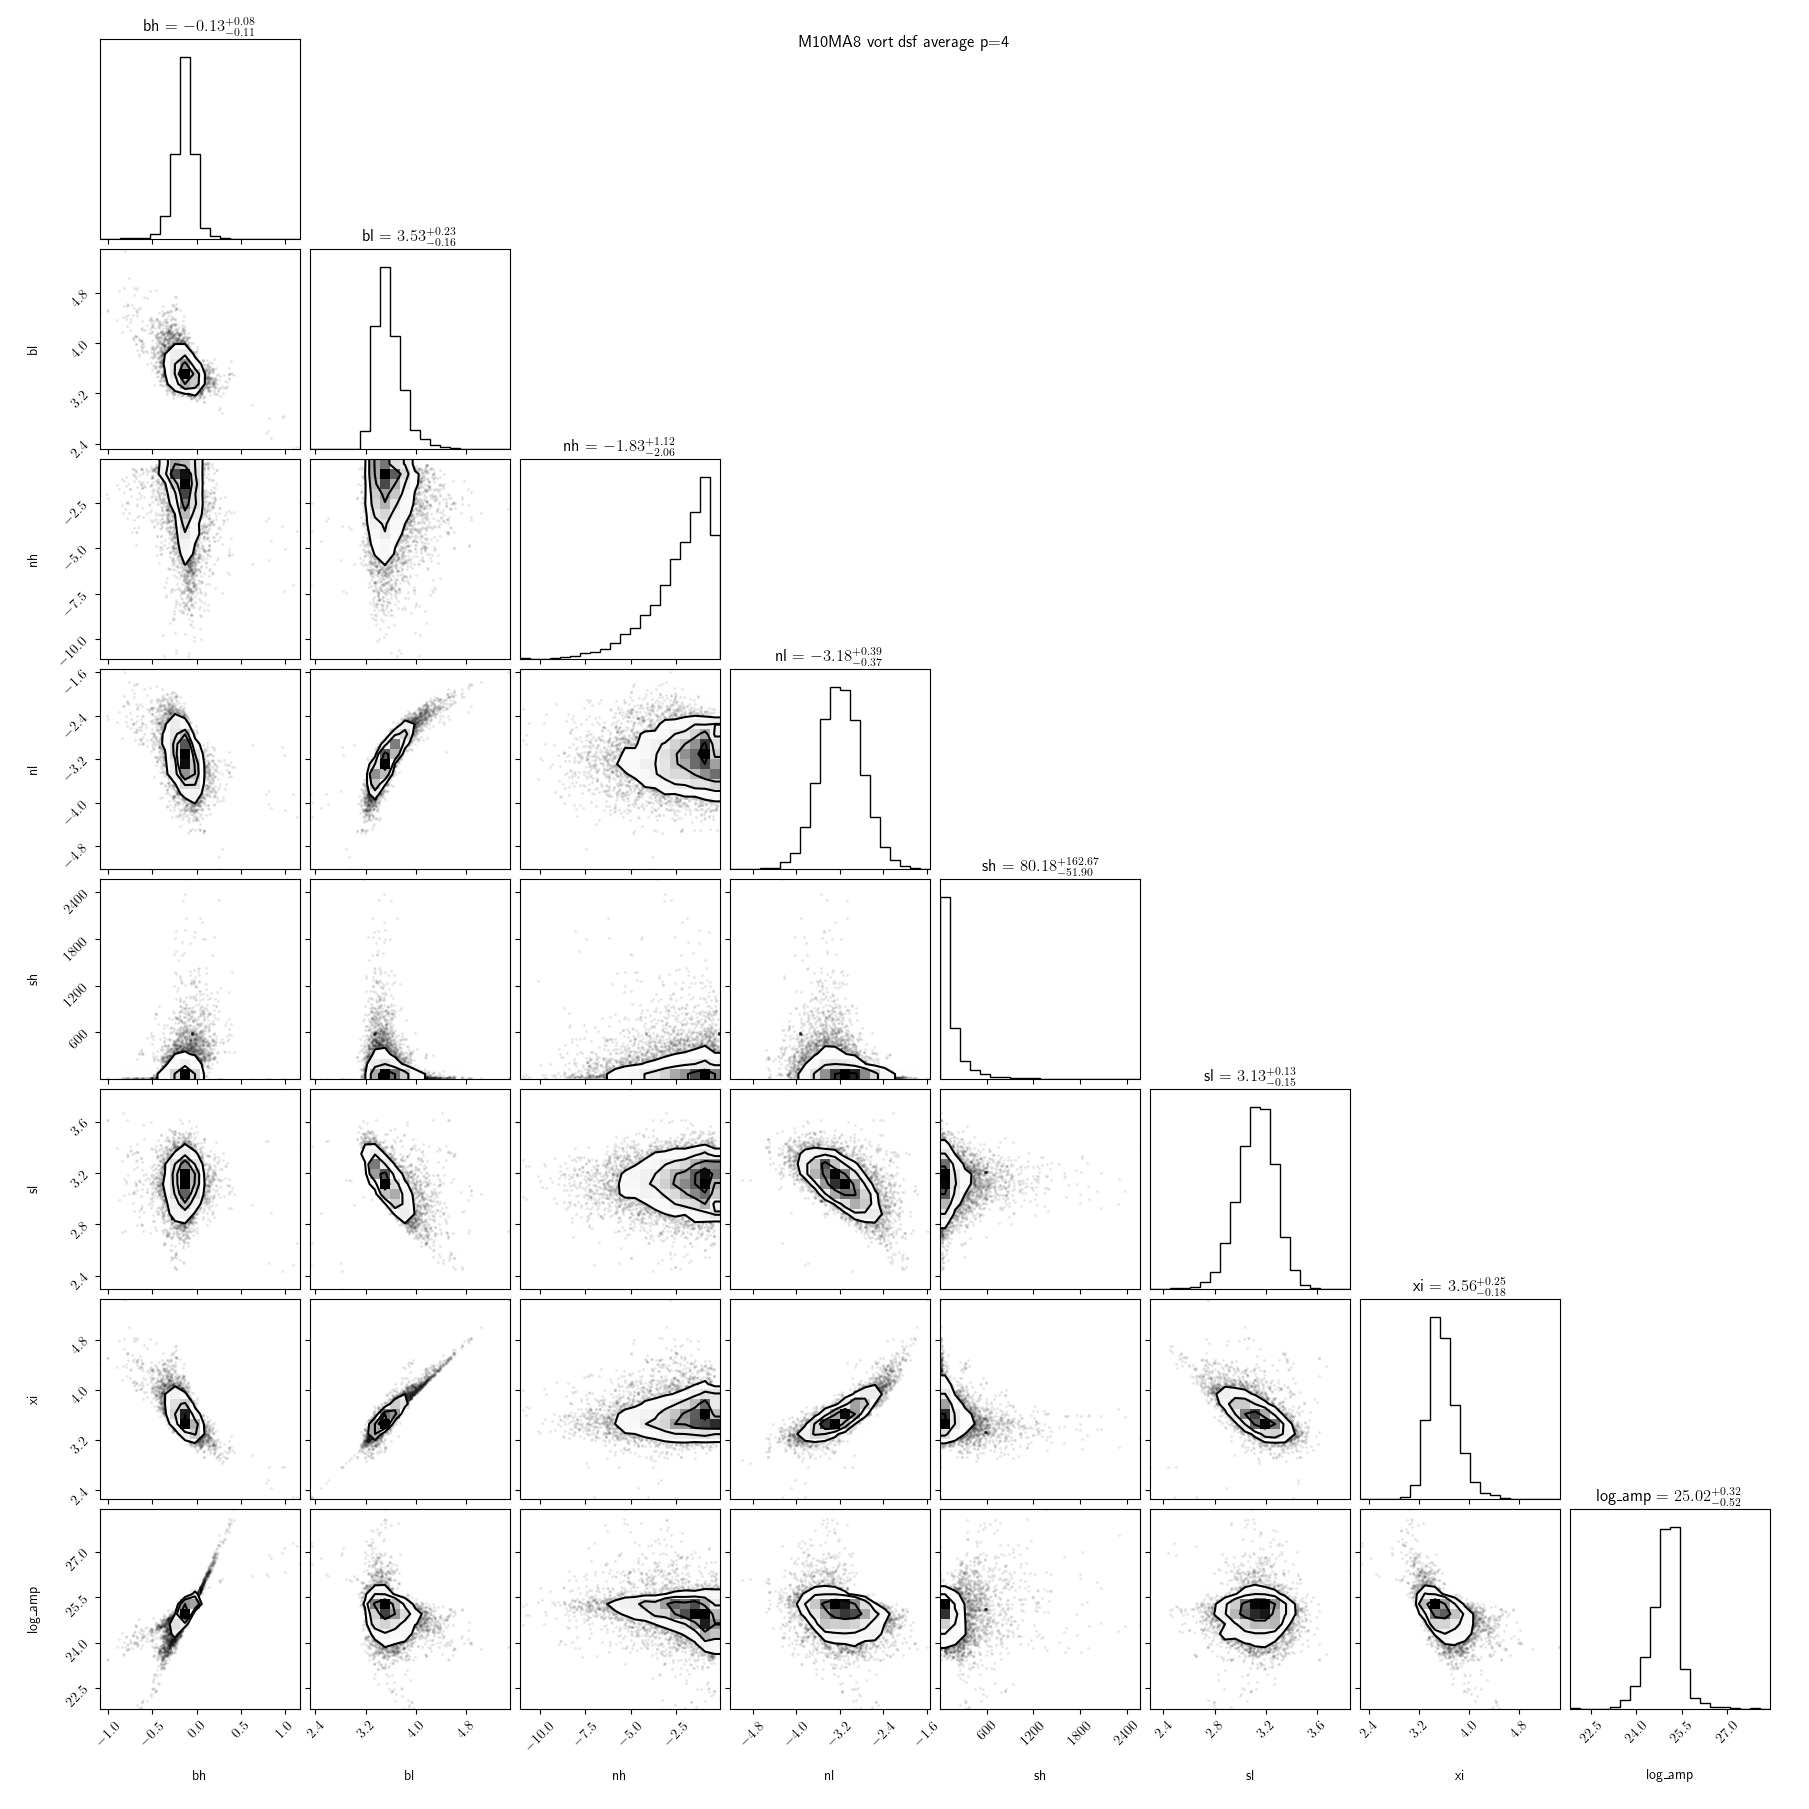 M10MA8 vort dsf average p=4
bh = −0.13+0.08 −0.11
bl = 3.53+0.23 −0.16
bl
4.8
4.0
3.2
2.4
nh = −1.83+1.12 −2.06
nh
−2.5
−5.0
−7.5
−10.0
nl = −3.18+0.39 −0.37
nl
−1.6
−2.4
−3.2
−4.0
−4.8
sh = 80.18+162.67 −51.90
sh
2400
1800
1200
600
sl = 3.13+0.13 −0.15
sl
3.6
3.2
2.8
2.4
xi = 3.56+0.25 −0.18
xi
4.8
4.0
3.2
2.4
log_amp = 25.02+0.32 −0.52
log_amp
27.0
25.5
24.0
22.5
−1.0 −0.5 0.0 0.5 1.0 2.4 3.2 4.0 4.8 −10.0 −7.5 −5.0 −2.5 −4.8 −4.0 −3.2 −2.4 −1.6 600 1200 1800 2400 2.4 2.8 3.2 3.6 2.4 3.2 4.0 4.8 22.5 24.0 25.5 27.0
bh bl nh nl sh sl xi log_amp